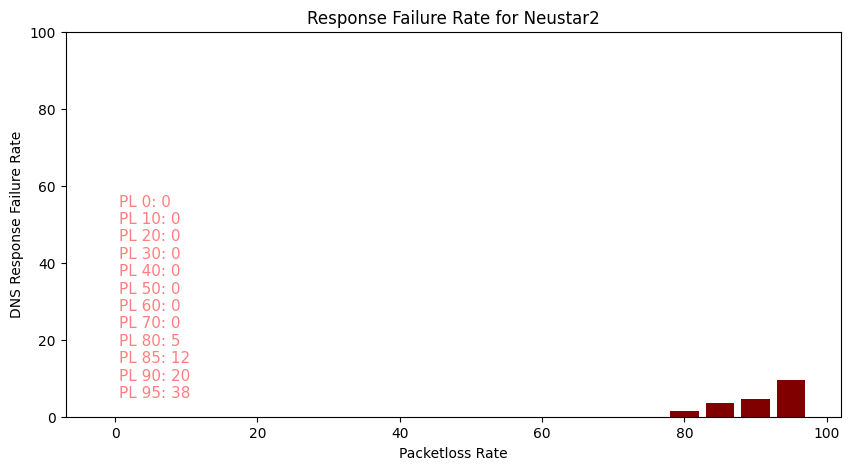 Response Failure Rate for Neustar2
100
80
60
40
20
0
DNS Response Failure Rate
PL 0: 0
PL 10: 0
PL 20: 0
PL 30: 0
PL 40: 0
PL 50: 0
PL 60: 0
PL 70: 0
PL 80: 5
PL 85: 12
PL 90: 20
PL 95: 38
0 20 40 60 80 100
Packetloss Rate